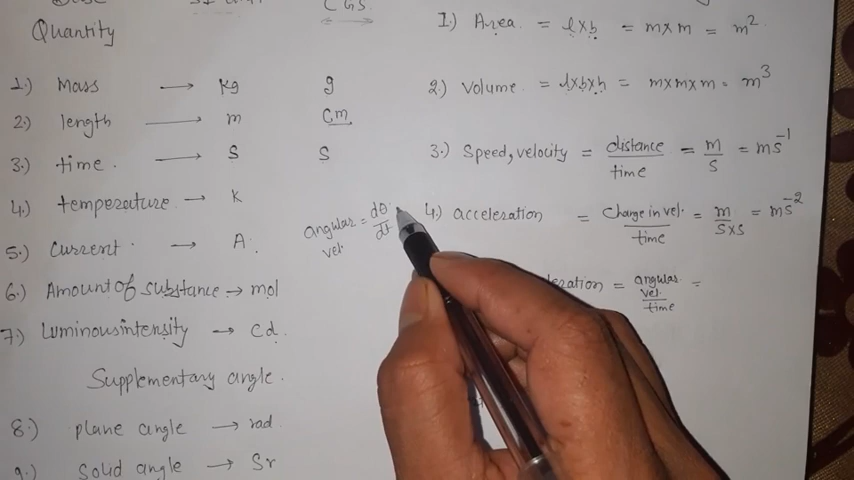 CGS.
Quantity
1.) Mass → Kg g
2.) length → m cm
3.) time. → S S
4.) temperature → K
5.) Current. → A.
6.) Amount of substance → mol
7.) Luminous intensity → Cd.
Supplementary angle.
8.) plane angle → rad.
9.) Solid angle → Sr
angular vel. = dθ/dt
1.) Area = l×b = m×m = m²
2.) Volume = l×b×h = m×m×m = m³
3.) Speed, velocity = distance/time = m/s = ms⁻¹
4.) acceleration = Change in vel./time = m/s×s = ms⁻²
= angular vel./time =